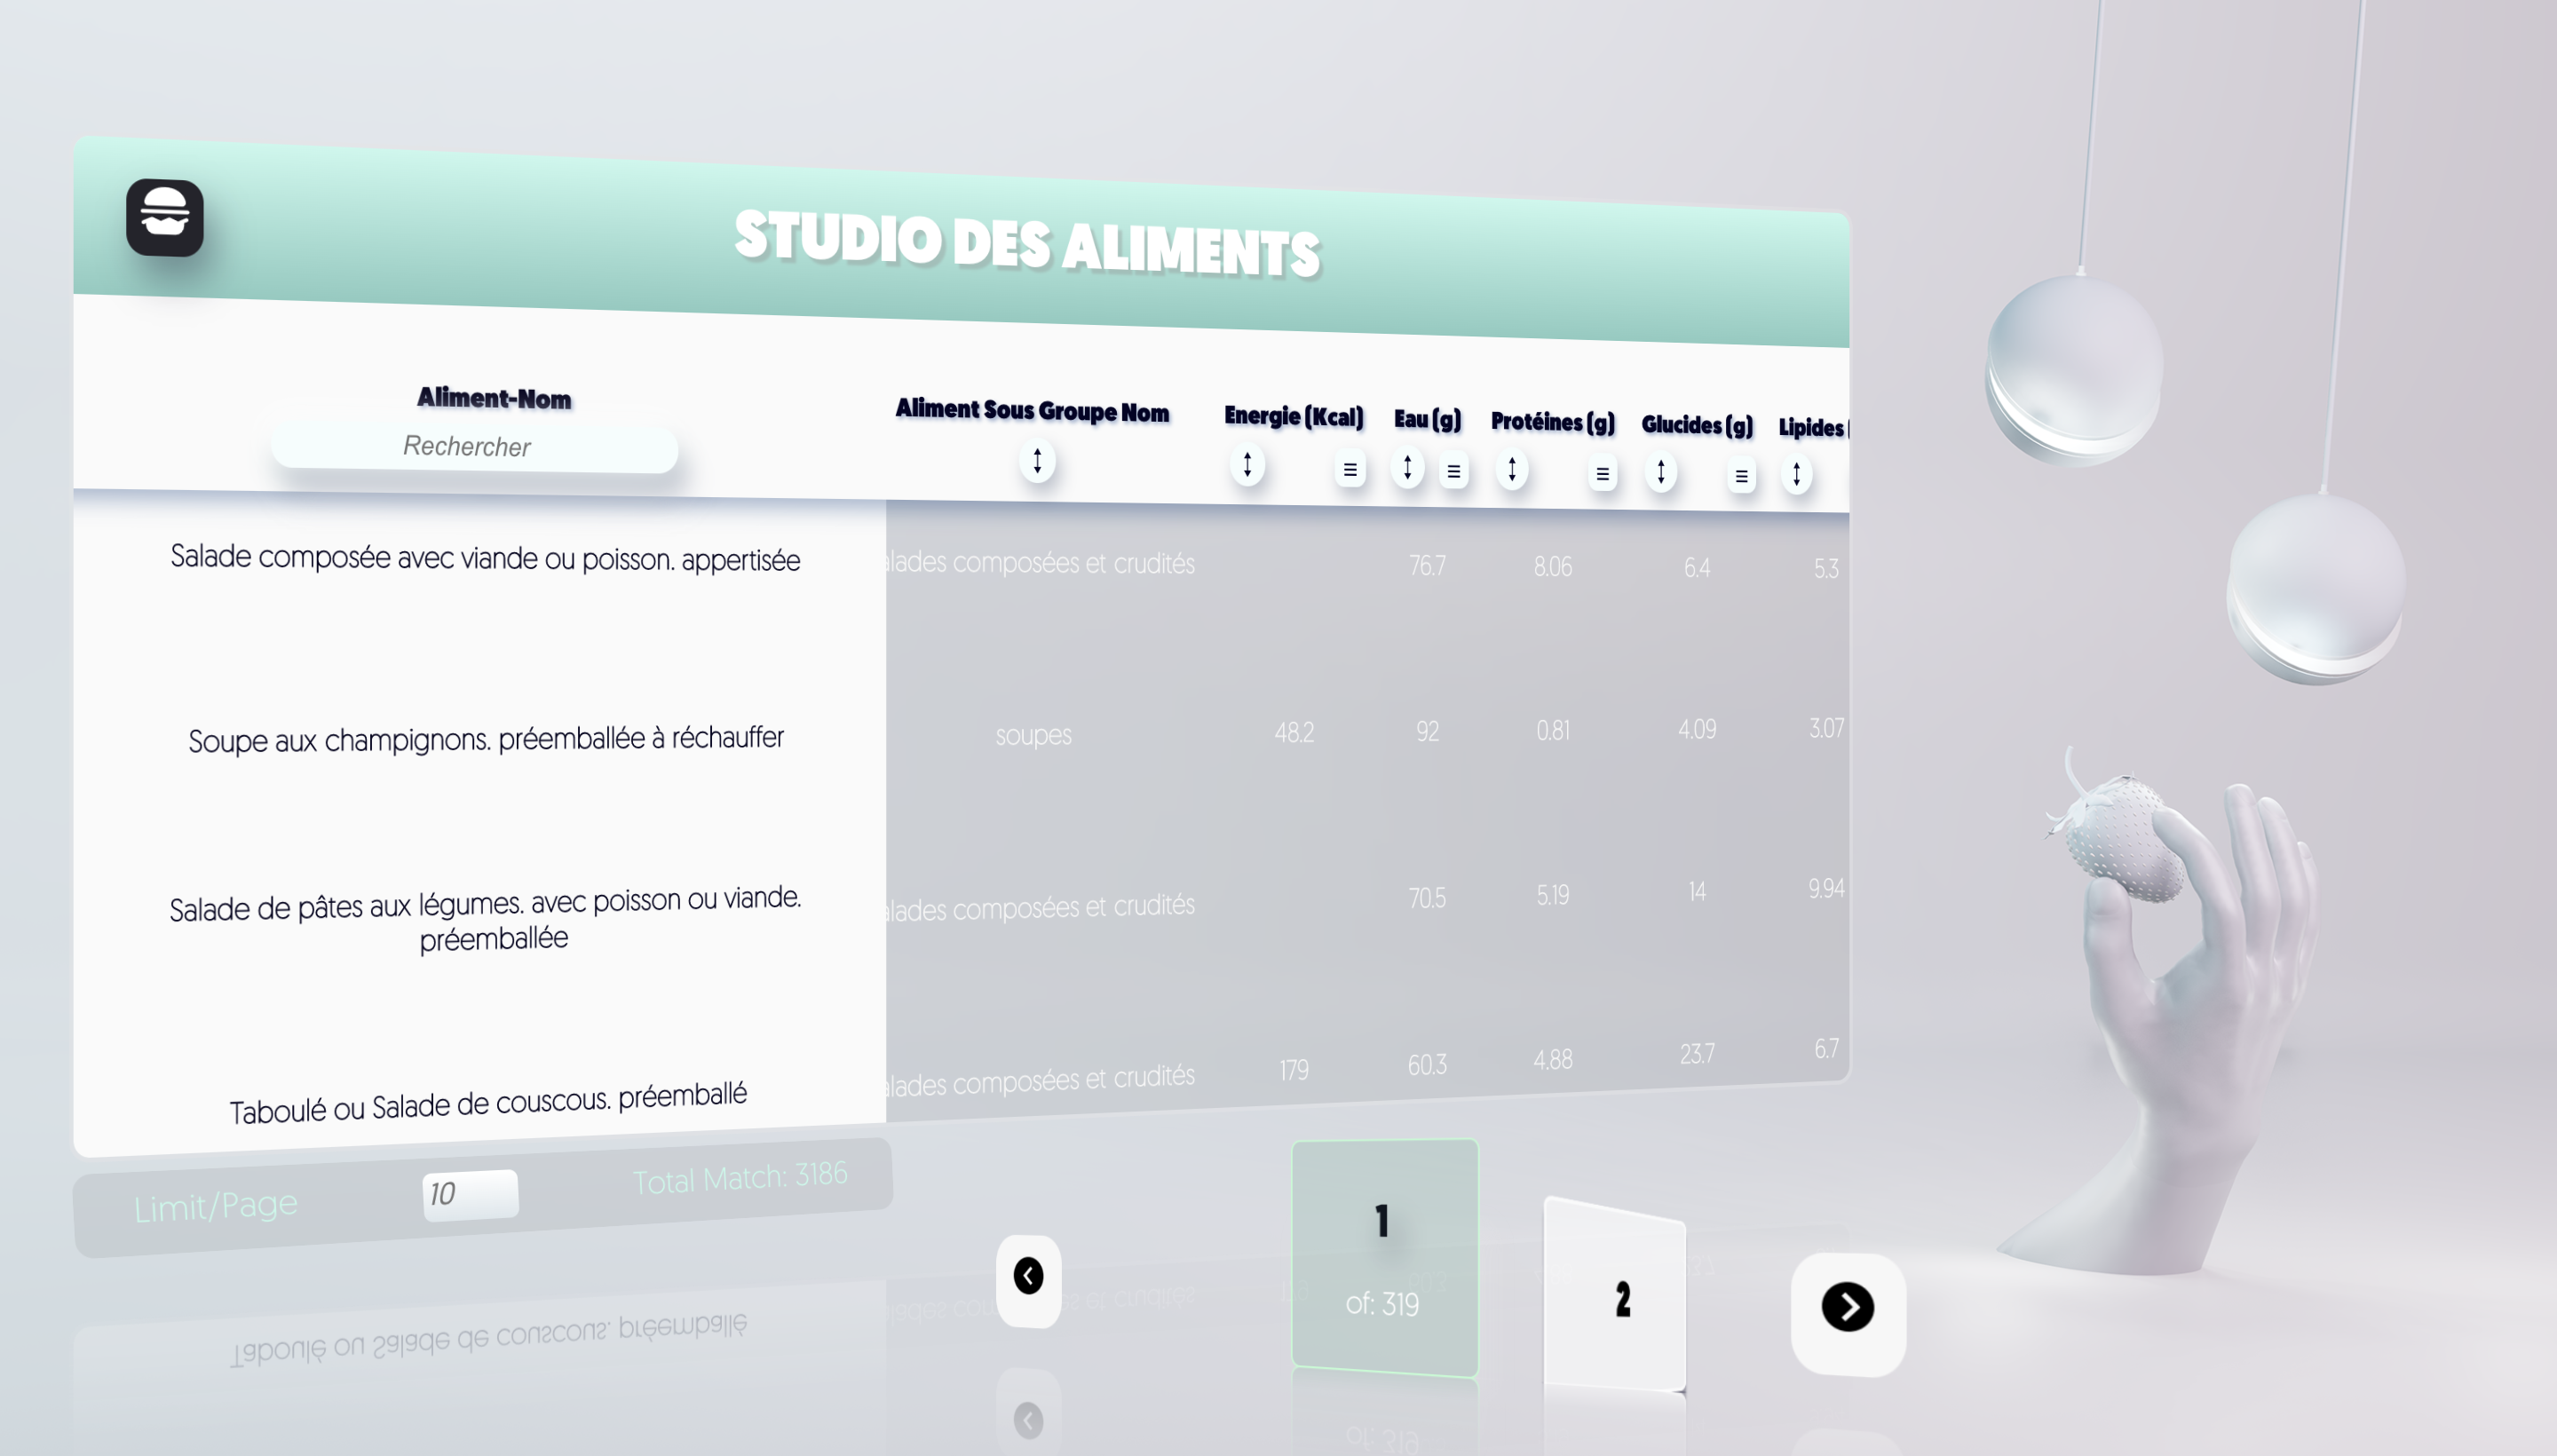 STUDIO DES ALIMENTS
Aliment-Nom
Rechercher
Aliment Sous Groupe Nom
Energie (Kcal)
Eau (g)
Protéines (g)
Glucides (g)
Lipides
Salade composée avec viande ou poisson. appertisée
alades composées et crudités
76.7
8.06
6.4
5.3
Soupe aux champignons. préemballée à réchauffer
soupes
48.2
92
0.81
4.09
3.07
Salade de pâtes aux légumes. avec poisson ou viande.
préemballée
alades composées et crudités
70.5
5.19
14
9.94
Taboulé ou Salade de couscous. préemballé
alades composées et crudités
179
60.3
4.88
23.7
6.7
Limit/Page
10
Total Match: 3186
1
of: 319
2